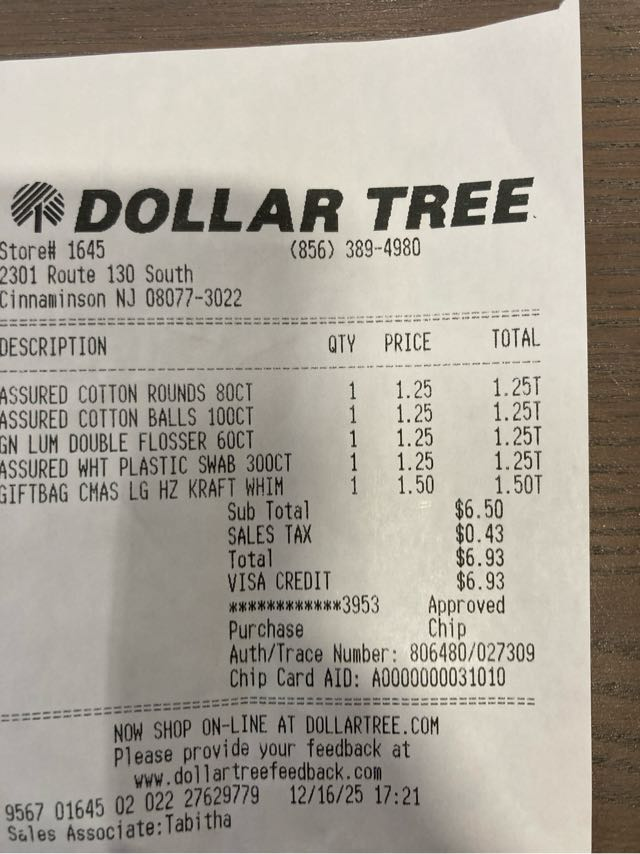 DOLLAR TREE
Store# 1645 (856) 389-4980
2301 Route 130 South
Cinnaminson NJ 08077-3022
DESCRIPTION QTY PRICE TOTAL
ASSURED COTTON ROUNDS 80CT 1 1.25 1.25T
ASSURED COTTON BALLS 100CT 1 1.25 1.25T
GN LUM DOUBLE FLOSSER 60CT 1 1.25 1.25T
ASSURED WHT PLASTIC SWAB 300CT 1 1.25 1.25T
GIFTBAG CMAS LG HZ KRAFT WHIM 1 1.50 1.50T
Sub Total $6.50
SALES TAX $0.43
Total $6.93
VISA CREDIT $6.93
************3953 Approved
Purchase Chip
Auth/Trace Number: 806480/027309
Chip Card AID: A0000000031010
NOW SHOP ON-LINE AT DOLLARTREE.COM
Please provide your feedback at
www.dollartreefeedback.com
9567 01645 02 022 27629779 12/16/25 17:21
Sales Associate:Tabitha